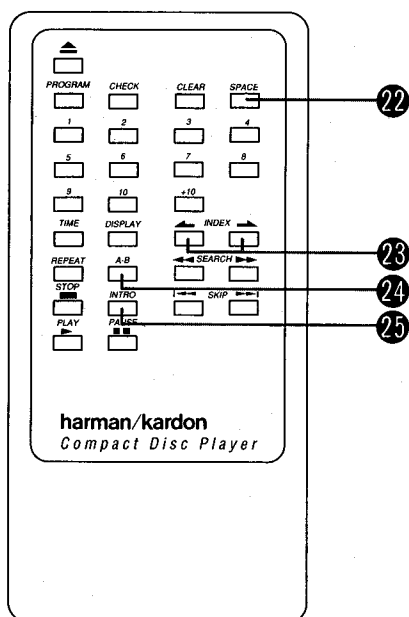 PROGRAM CHECK CLEAR SPACE
22
1 2 3 4
5 6 7 8
9 10 +10
TIME DISPLAY INDEX
23
REPEAT A-B SEARCH
24
STOP INTRO SKIP
25
PLAY PAUSE
harman/kardon
Compact Disc Player